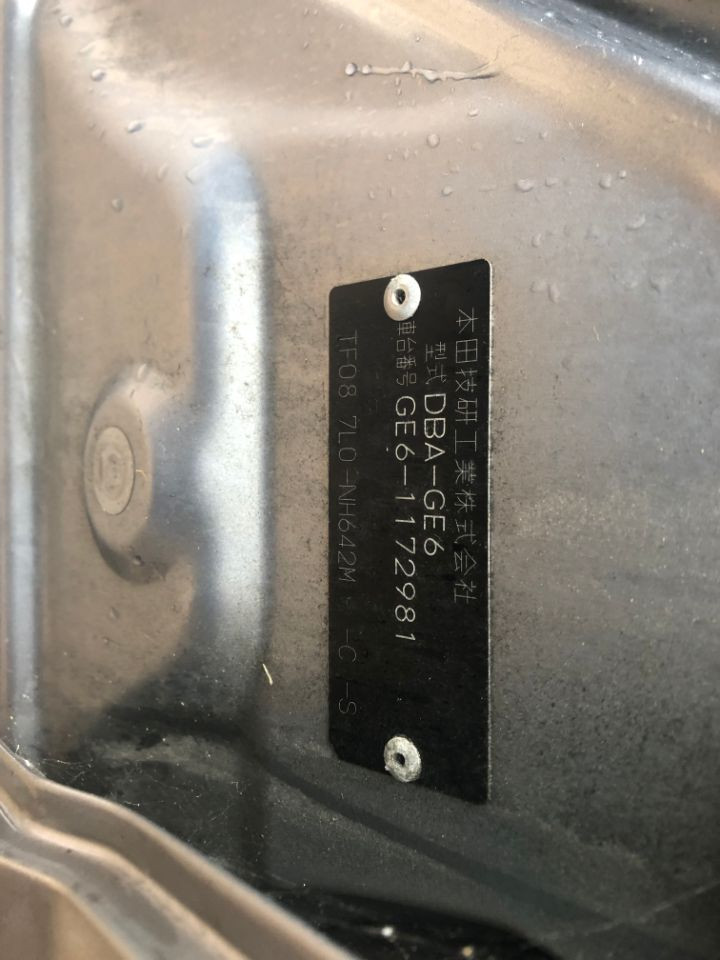 本田技研工業株式会社
型式 DBA-GE6
車台番号 GE6-1172981
TF08 7L0-NH642M - -C -S